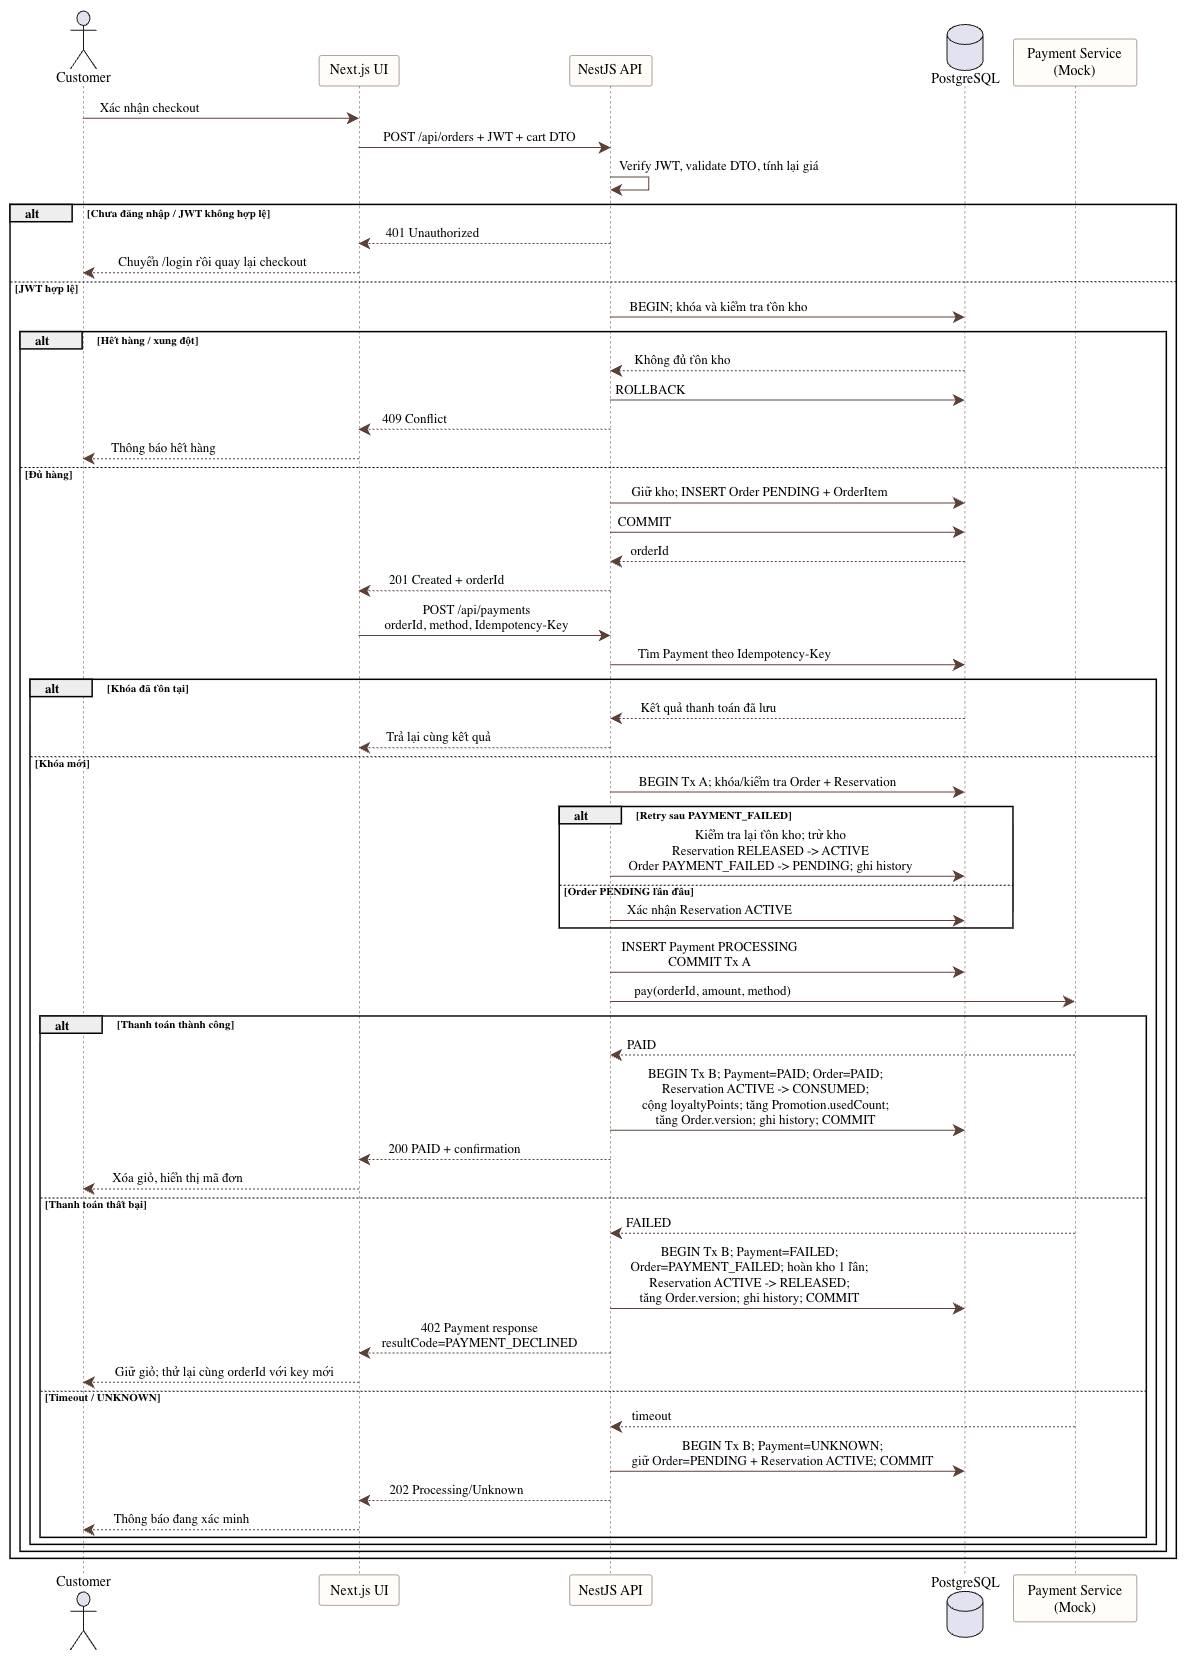 Customer
Next.js UI
NestJS API
PostgreSQL
Payment Service
(Mock)
Xác nhận checkout
POST /api/orders + JWT + cart DTO
Verify JWT, validate DTO, tính lại giá
alt
[Chưa đăng nhập / JWT không hợp lệ]
401 Unauthorized
Chuyển /login rồi quay lại checkout
[JWT hợp lệ]
BEGIN; khóa và kiểm tra tồn kho
alt
[Hết hàng / xung đột]
Không đủ tồn kho
ROLLBACK
409 Conflict
Thông báo hết hàng
[Đủ hàng]
Giữ kho; INSERT Order PENDING + OrderItem
COMMIT
orderId
201 Created + orderId
POST /api/payments
orderId, method, Idempotency-Key
Tìm Payment theo Idempotency-Key
alt
[Khóa đã tồn tại]
Kết quả thanh toán đã lưu
Trả lại cùng kết quả
[Khóa mới]
BEGIN Tx A; khóa/kiểm tra Order + Reservation
alt
[Retry sau PAYMENT_FAILED]
Kiểm tra lại tồn kho; trừ kho
Reservation RELEASED -> ACTIVE
Order PAYMENT_FAILED -> PENDING; ghi history
[Order PENDING lần đầu]
Xác nhận Reservation ACTIVE
INSERT Payment PROCESSING
COMMIT Tx A
pay(orderId, amount, method)
alt
[Thanh toán thành công]
PAID
BEGIN Tx B; Payment=PAID; Order=PAID;
Reservation ACTIVE -> CONSUMED;
cộng loyaltyPoints; tăng Promotion.usedCount;
tăng Order.version; ghi history; COMMIT
200 PAID + confirmation
Xóa giỏ, hiển thị mã đơn
[Thanh toán thất bại]
FAILED
BEGIN Tx B; Payment=FAILED;
Order=PAYMENT_FAILED; hoàn kho 1 lần;
Reservation ACTIVE -> RELEASED;
tăng Order.version; ghi history; COMMIT
402 Payment response
resultCode=PAYMENT_DECLINED
Giữ giỏ; thử lại cùng orderId với key mới
[Timeout / UNKNOWN]
timeout
BEGIN Tx B; Payment=UNKNOWN;
giữ Order=PENDING + Reservation ACTIVE; COMMIT
202 Processing/Unknown
Thông báo đang xác minh
Customer
Next.js UI
NestJS API
PostgreSQL
Payment Service
(Mock)